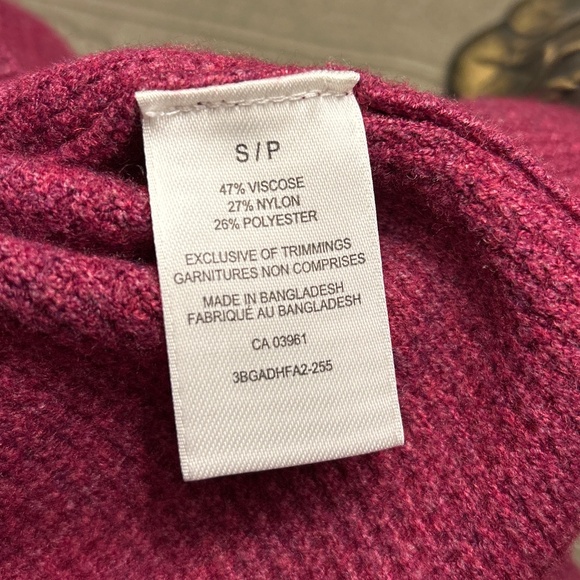 S / P
47% VISCOSE
27% NYLON
26% POLYESTER
EXCLUSIVE OF TRIMMINGS
GARNITURES NON COMPRISES
MADE IN BANGLADESH
FABRIQUÉ AU BANGLADESH
CA 03961
3BGADHFA2-255